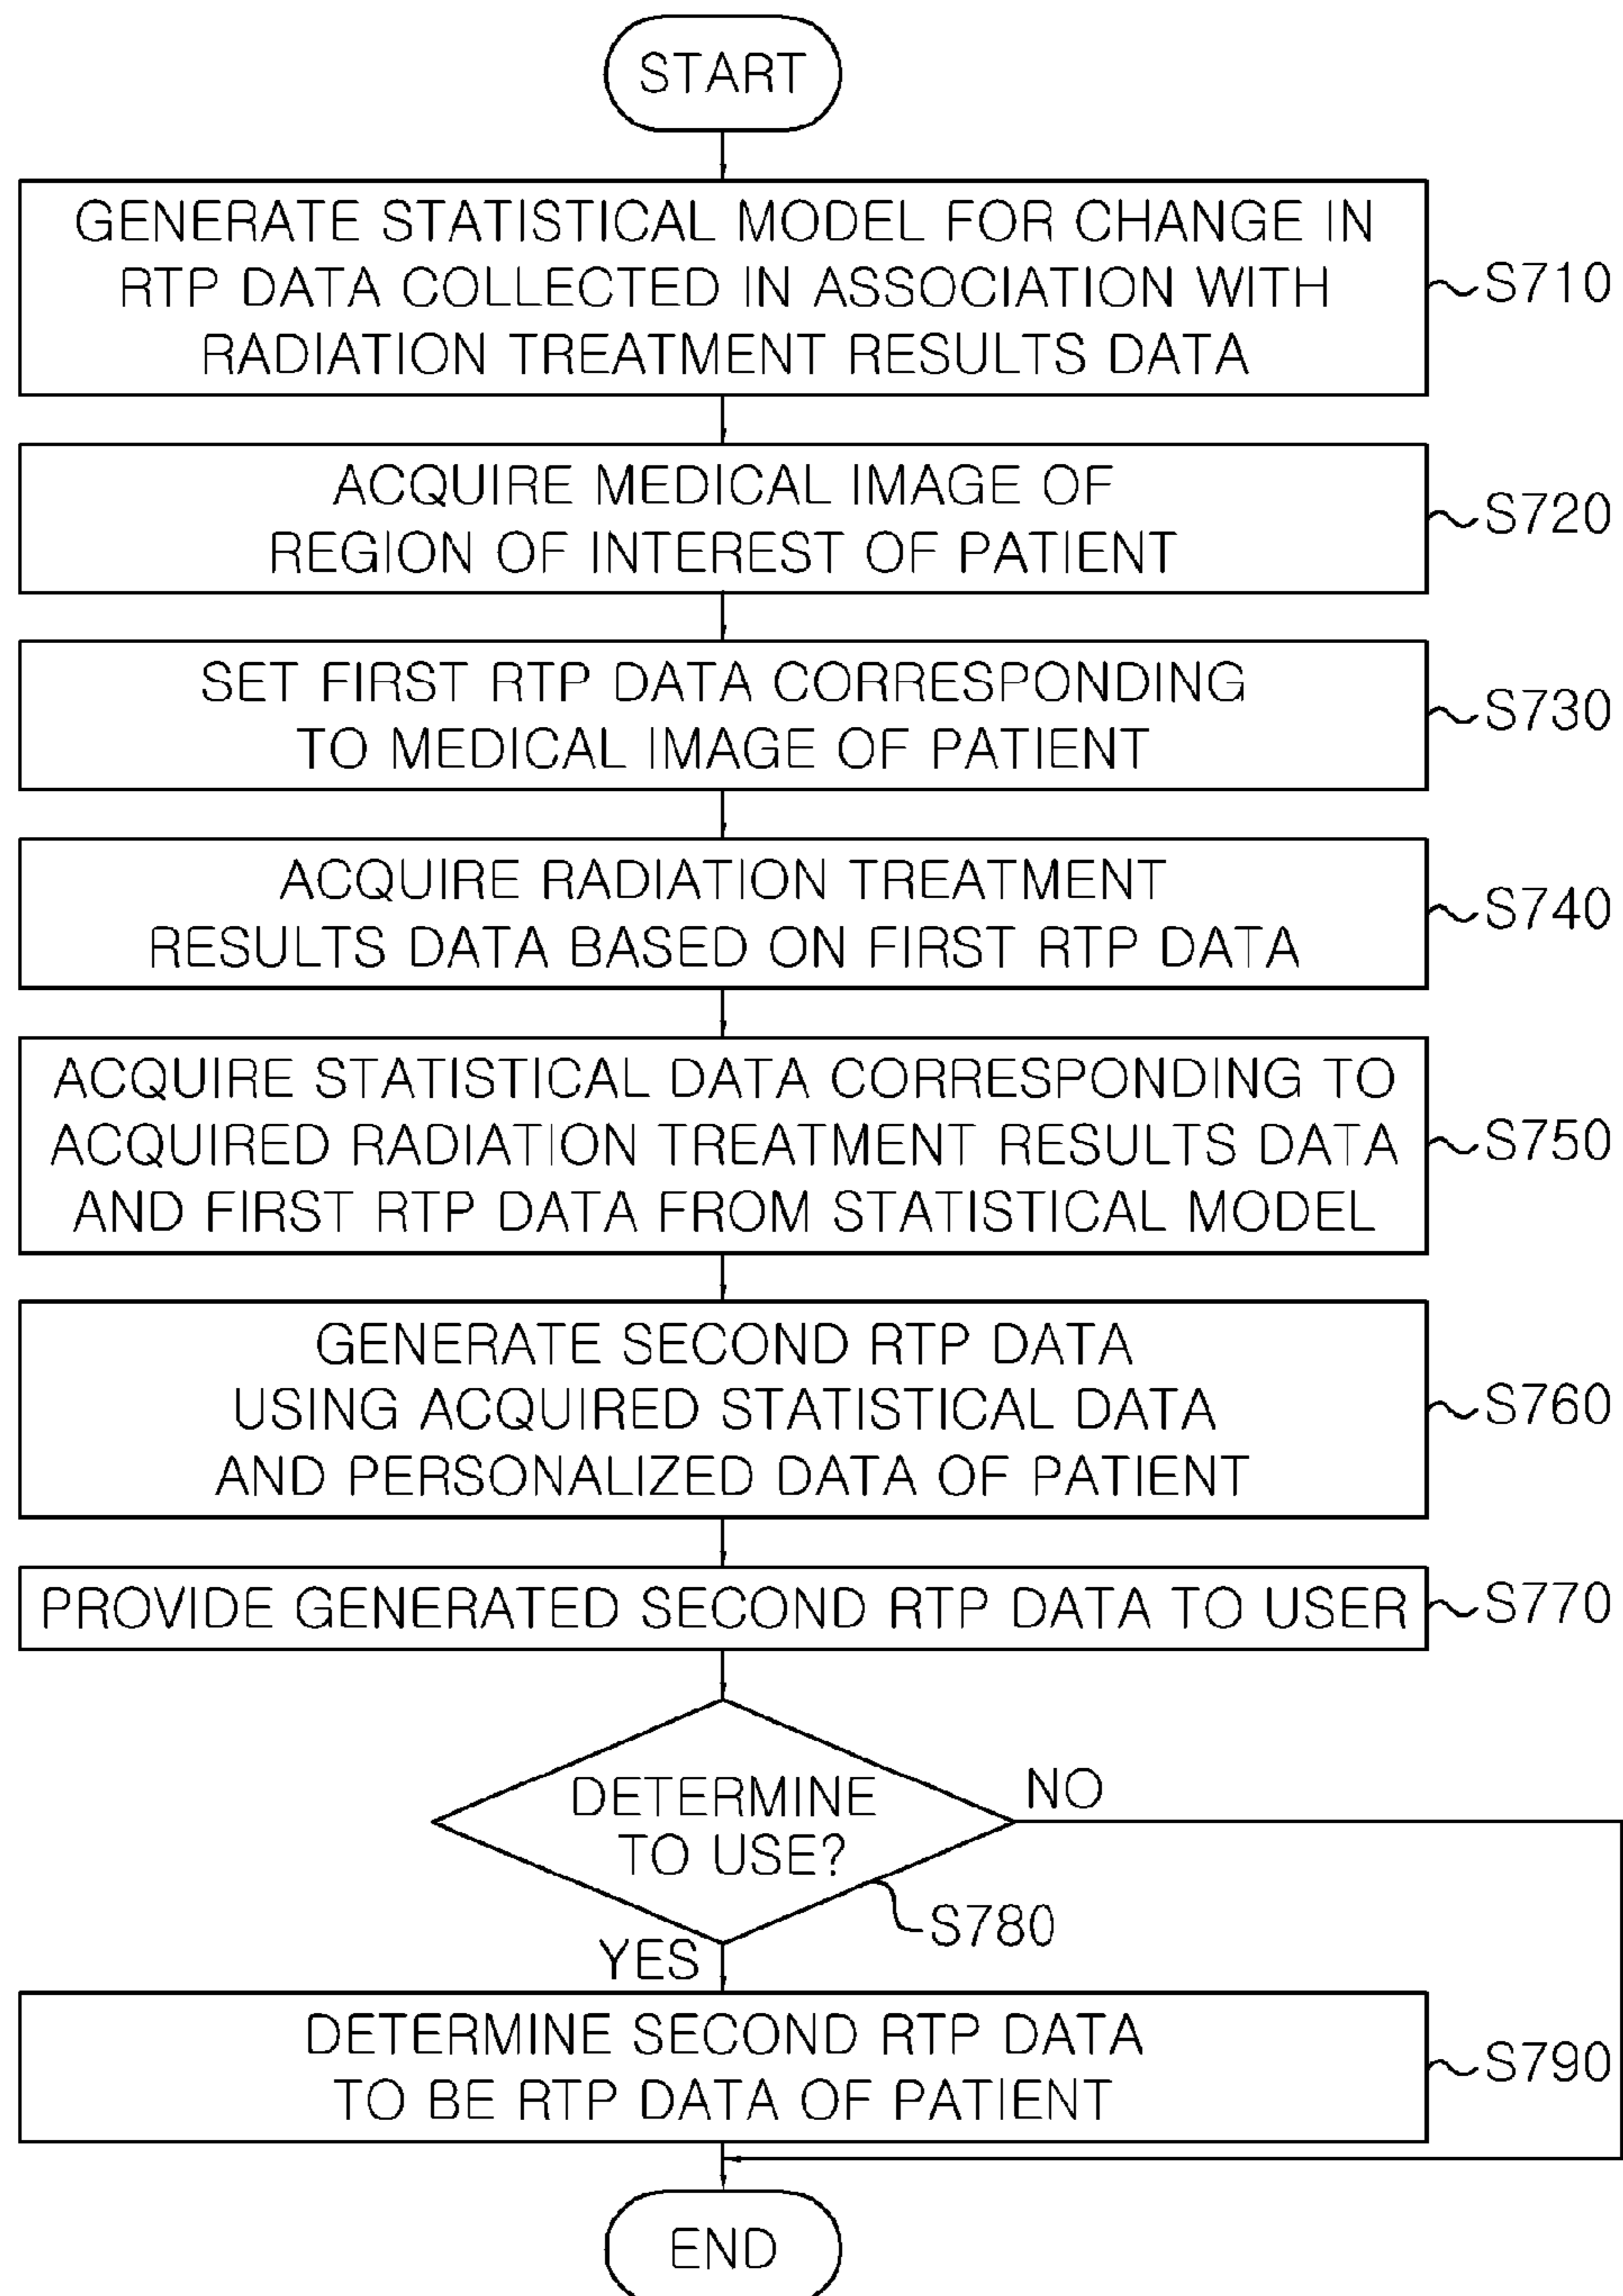 START
GENERATE STATISTICAL MODEL FOR CHANGE IN
RTP DATA COLLECTED IN ASSOCIATION WITH
RADIATION TREATMENT RESULTS DATA
S710
ACQUIRE MEDICAL IMAGE OF
REGION OF INTEREST OF PATIENT
S720
SET FIRST RTP DATA CORRESPONDING
TO MEDICAL IMAGE OF PATIENT
S730
ACQUIRE RADIATION TREATMENT
RESULTS DATA BASED ON FIRST RTP DATA
S740
ACQUIRE STATISTICAL DATA CORRESPONDING TO
ACQUIRED RADIATION TREATMENT RESULTS DATA
AND FIRST RTP DATA FROM STATISTICAL MODEL
S750
GENERATE SECOND RTP DATA
USING ACQUIRED STATISTICAL DATA
AND PERSONALIZED DATA OF PATIENT
S760
PROVIDE GENERATED SECOND RTP DATA TO USER
S770
DETERMINE
TO USE?
NO
S780
YES
DETERMINE SECOND RTP DATA
TO BE RTP DATA OF PATIENT
S790
END